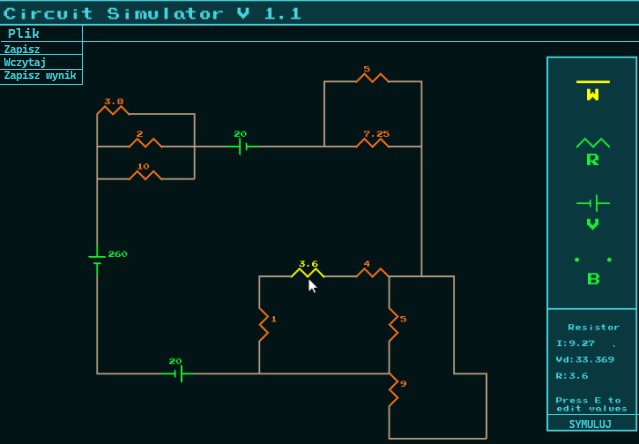 Circuit Simulator V 1.1
Plik
Zapisz
Wczytaj
Zapisz wynik
5
3.8
2
20
7.25
10
260
3.6
4
1
5
20
9
W
R
V
B
Resistor
I:9.27
Vd:33.369
R:3.6
Press E to
edit values
SYMULUJ